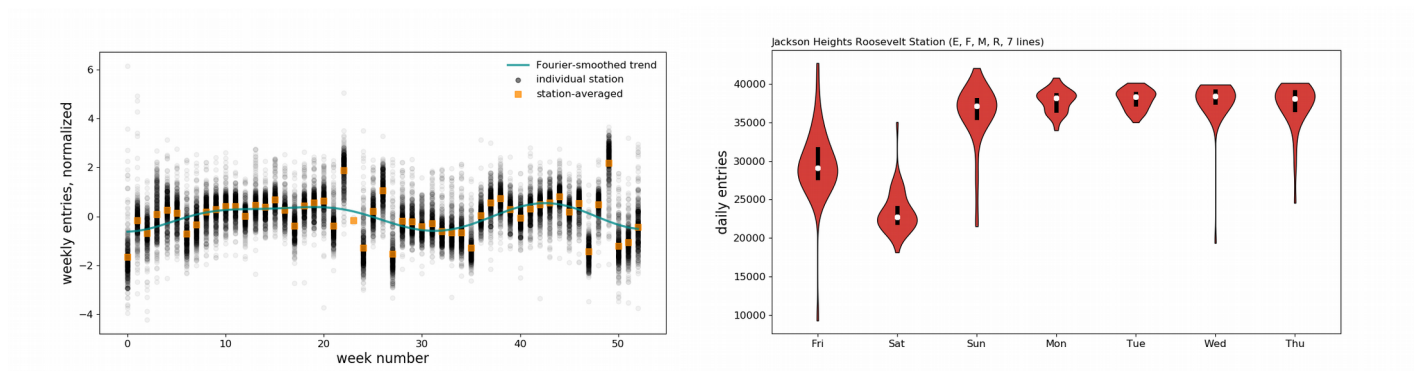 6
4
2
0
−2
−4
weekly entries, normalized
Fourier-smoothed trend
individual station
station-averaged
0 10 20 30 40 50
week number
Jackson Heights Roosevelt Station (E, F, M, R, 7 lines)
40000
35000
30000
25000
20000
15000
10000
daily entries
Fri Sat Sun Mon Tue Wed Thu